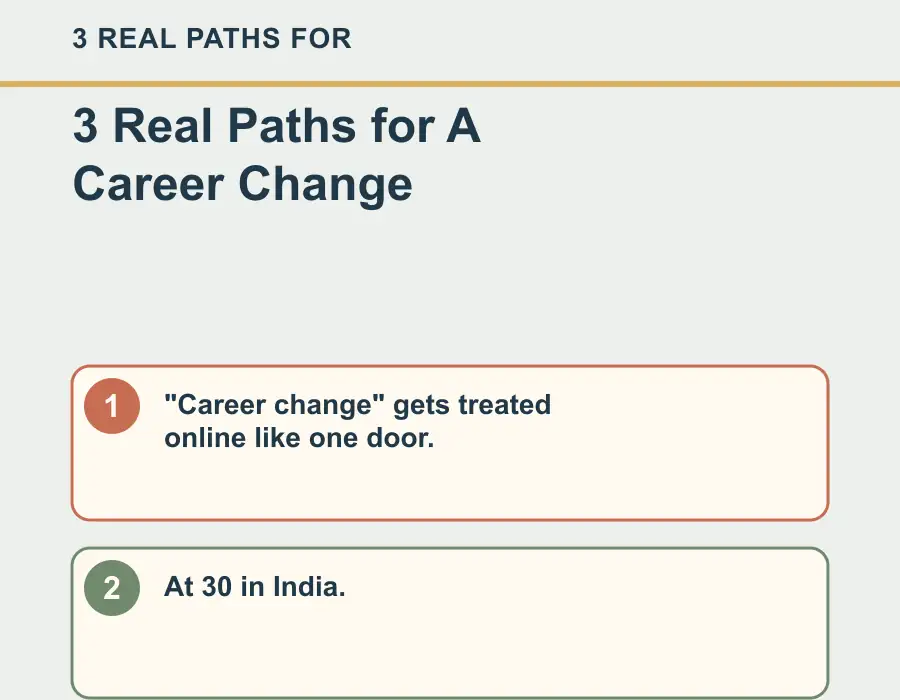 3 REAL PATHS FOR
3 Real Paths for A
Career Change
1
"Career change" gets treated
online like one door.
2
At 30 in India.